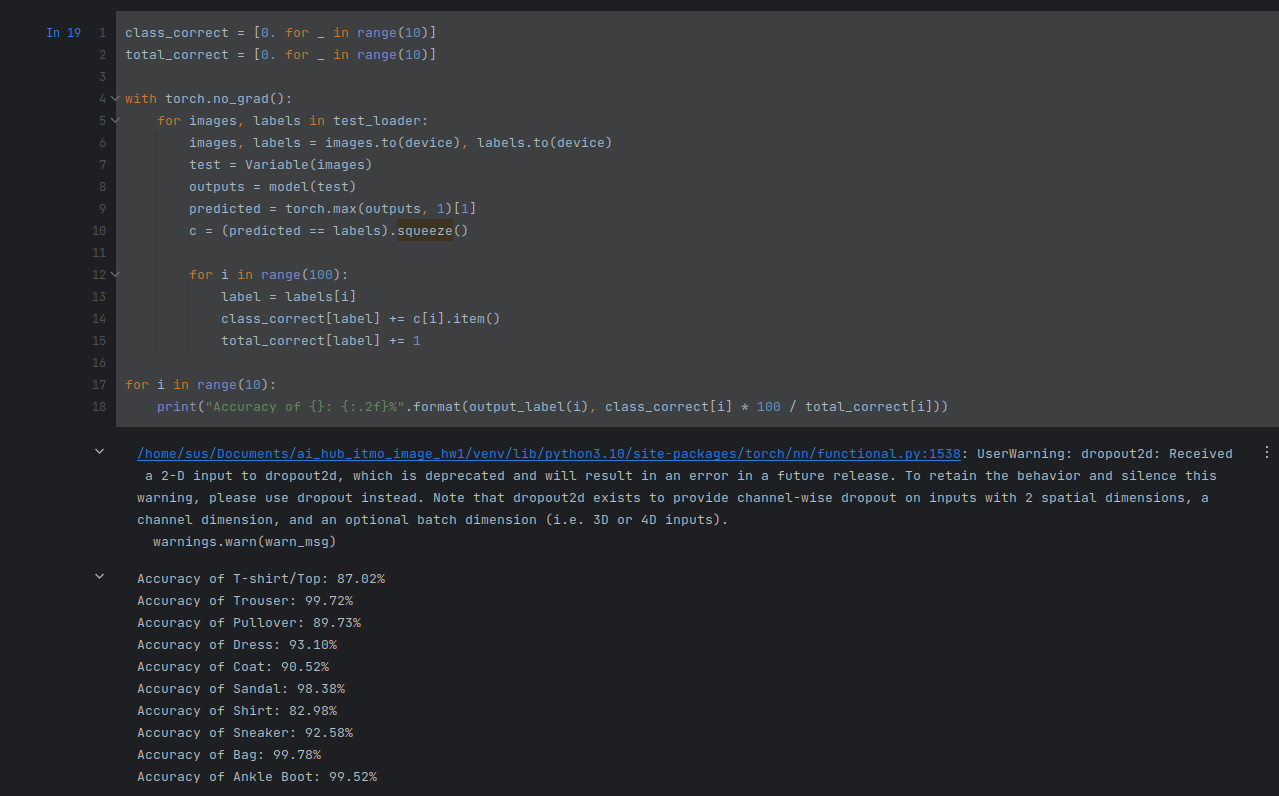 In 19
1 class_correct = [0. for _ in range(10)]
2 total_correct = [0. for _ in range(10)]
3
4 with torch.no_grad():
5     for images, labels in test_loader:
6         images, labels = images.to(device), labels.to(device)
7         test = Variable(images)
8         outputs = model(test)
9         predicted = torch.max(outputs, 1)[1]
10         c = (predicted == labels).squeeze()
11
12         for i in range(100):
13             label = labels[i]
14             class_correct[label] += c[i].item()
15             total_correct[label] += 1
16
17 for i in range(10):
18     print("Accuracy of {}: {:.2f}%".format(output_label(i), class_correct[i] * 100 / total_correct[i]))
/home/sus/Documents/ai_hub_itmo_image_hw1/venv/lib/python3.10/site-packages/torch/nn/functional.py:1538: UserWarning: dropout2d: Received
 a 2-D input to dropout2d, which is deprecated and will result in an error in a future release. To retain the behavior and silence this
warning, please use dropout instead. Note that dropout2d exists to provide channel-wise dropout on inputs with 2 spatial dimensions, a
channel dimension, and an optional batch dimension (i.e. 3D or 4D inputs).
  warnings.warn(warn_msg)
Accuracy of T-shirt/Top: 87.02%
Accuracy of Trouser: 99.72%
Accuracy of Pullover: 89.73%
Accuracy of Dress: 93.10%
Accuracy of Coat: 90.52%
Accuracy of Sandal: 98.38%
Accuracy of Shirt: 82.98%
Accuracy of Sneaker: 92.58%
Accuracy of Bag: 99.78%
Accuracy of Ankle Boot: 99.52%